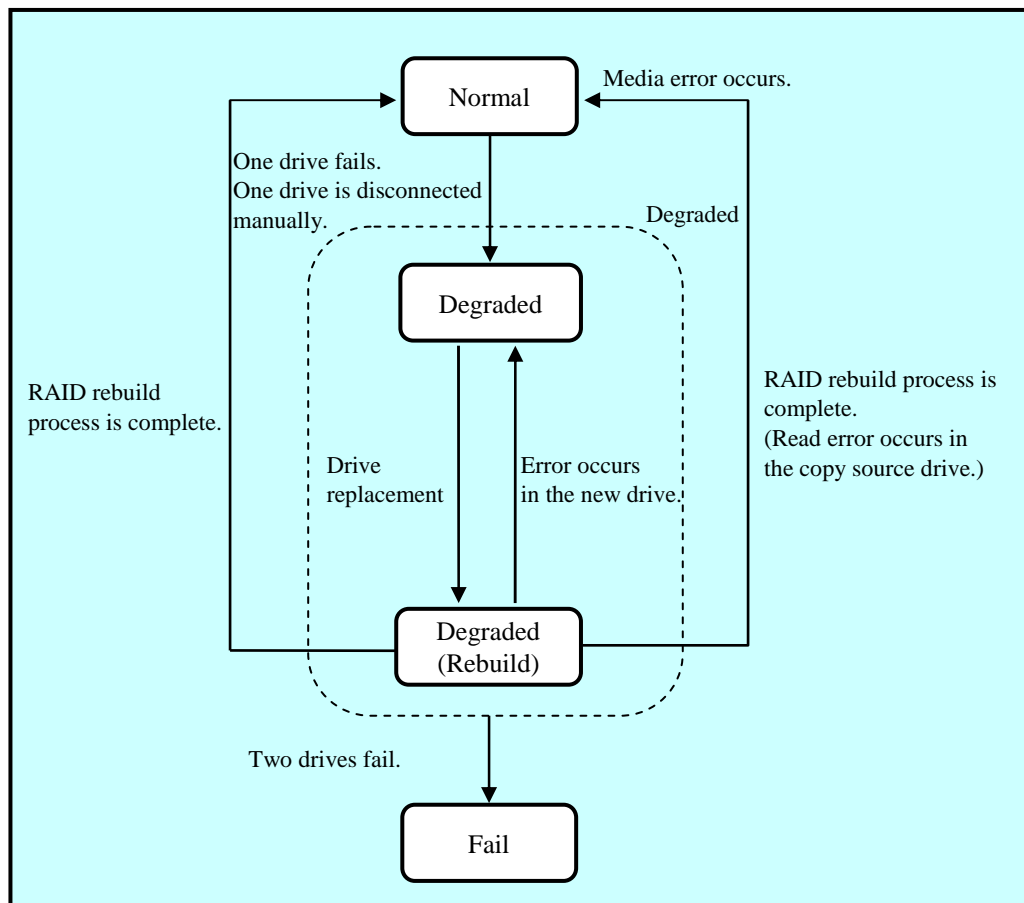 Normal
Media error occurs.
One drive fails.
One drive is disconnected
manually.
Degraded
Degraded
RAID rebuild
process is complete.
RAID rebuild process is
complete.
(Read error occurs in
the copy source drive.)
Drive
replacement
Error occurs
in the new drive.
Degraded
(Rebuild)
Two drives fail.
Fail